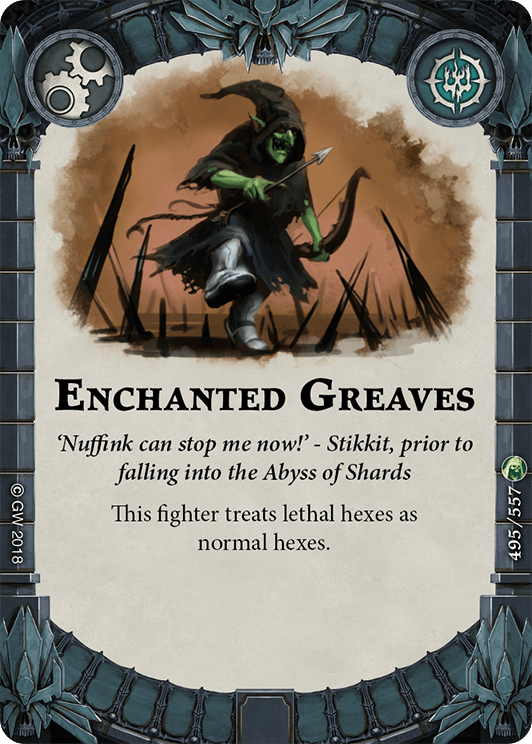 ENCHANTED GREAVES
‘Nuffink can stop me now!’ - Stikkit, prior to
falling into the Abyss of Shards
This fighter treats lethal hexes as
normal hexes.
© GW 2018
495/557